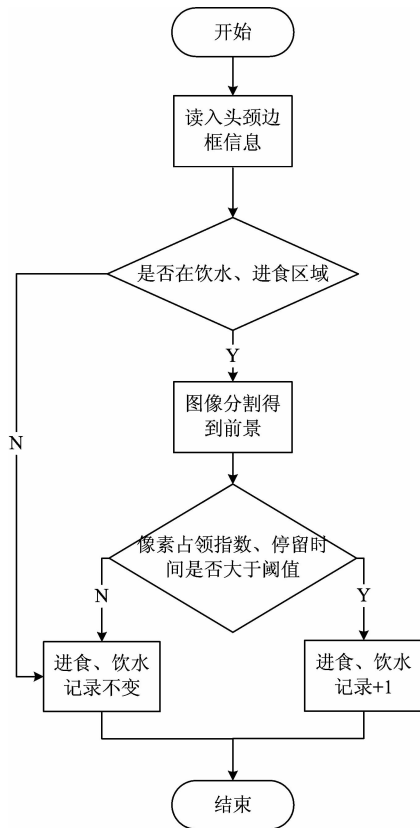 开始
读入头颈边
框信息
是否在饮水、进食区域
Y
图像分割得
到前景
N
像素占领指数、停留时
间是否大于阈值
N
Y
进食、饮水
记录不变
进食、饮水
记录+1
结束